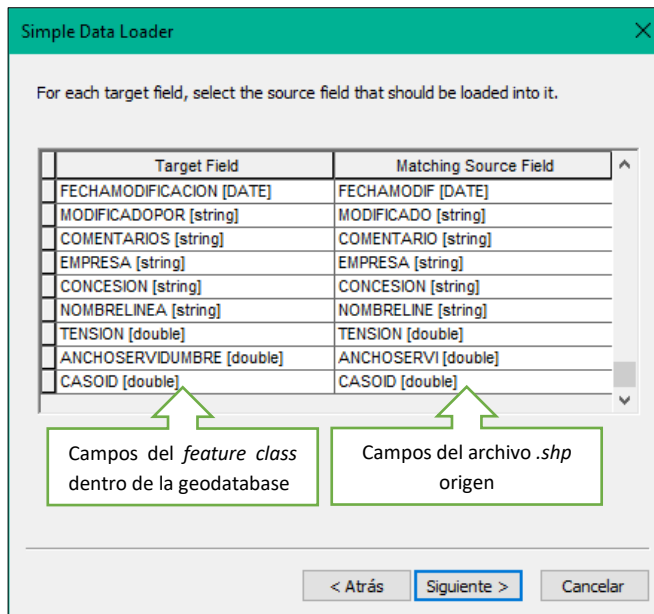 Simple Data Loader
For each target field, select the source field that should be loaded into it.
Target Field Matching Source Field
FECHAMODIFICACION [DATE] FECHAMODIF [DATE]
MODIFICADOPOR [string] MODIFICADO [string]
COMENTARIOS [string] COMENTARIO [string]
EMPRESA [string] EMPRESA [string]
CONCESION [string] CONCESION [string]
NOMBRELINEA [string] NOMBRELINE [string]
TENSION [double] TENSION [double]
ANCHOSERVIDUMBRE [double] ANCHOSERVI [double]
CASOID [double] CASOID [double]
Campos del feature class
dentro de la geodatabase
Campos del archivo .shp
origen
< Atrás Siguiente > Cancelar